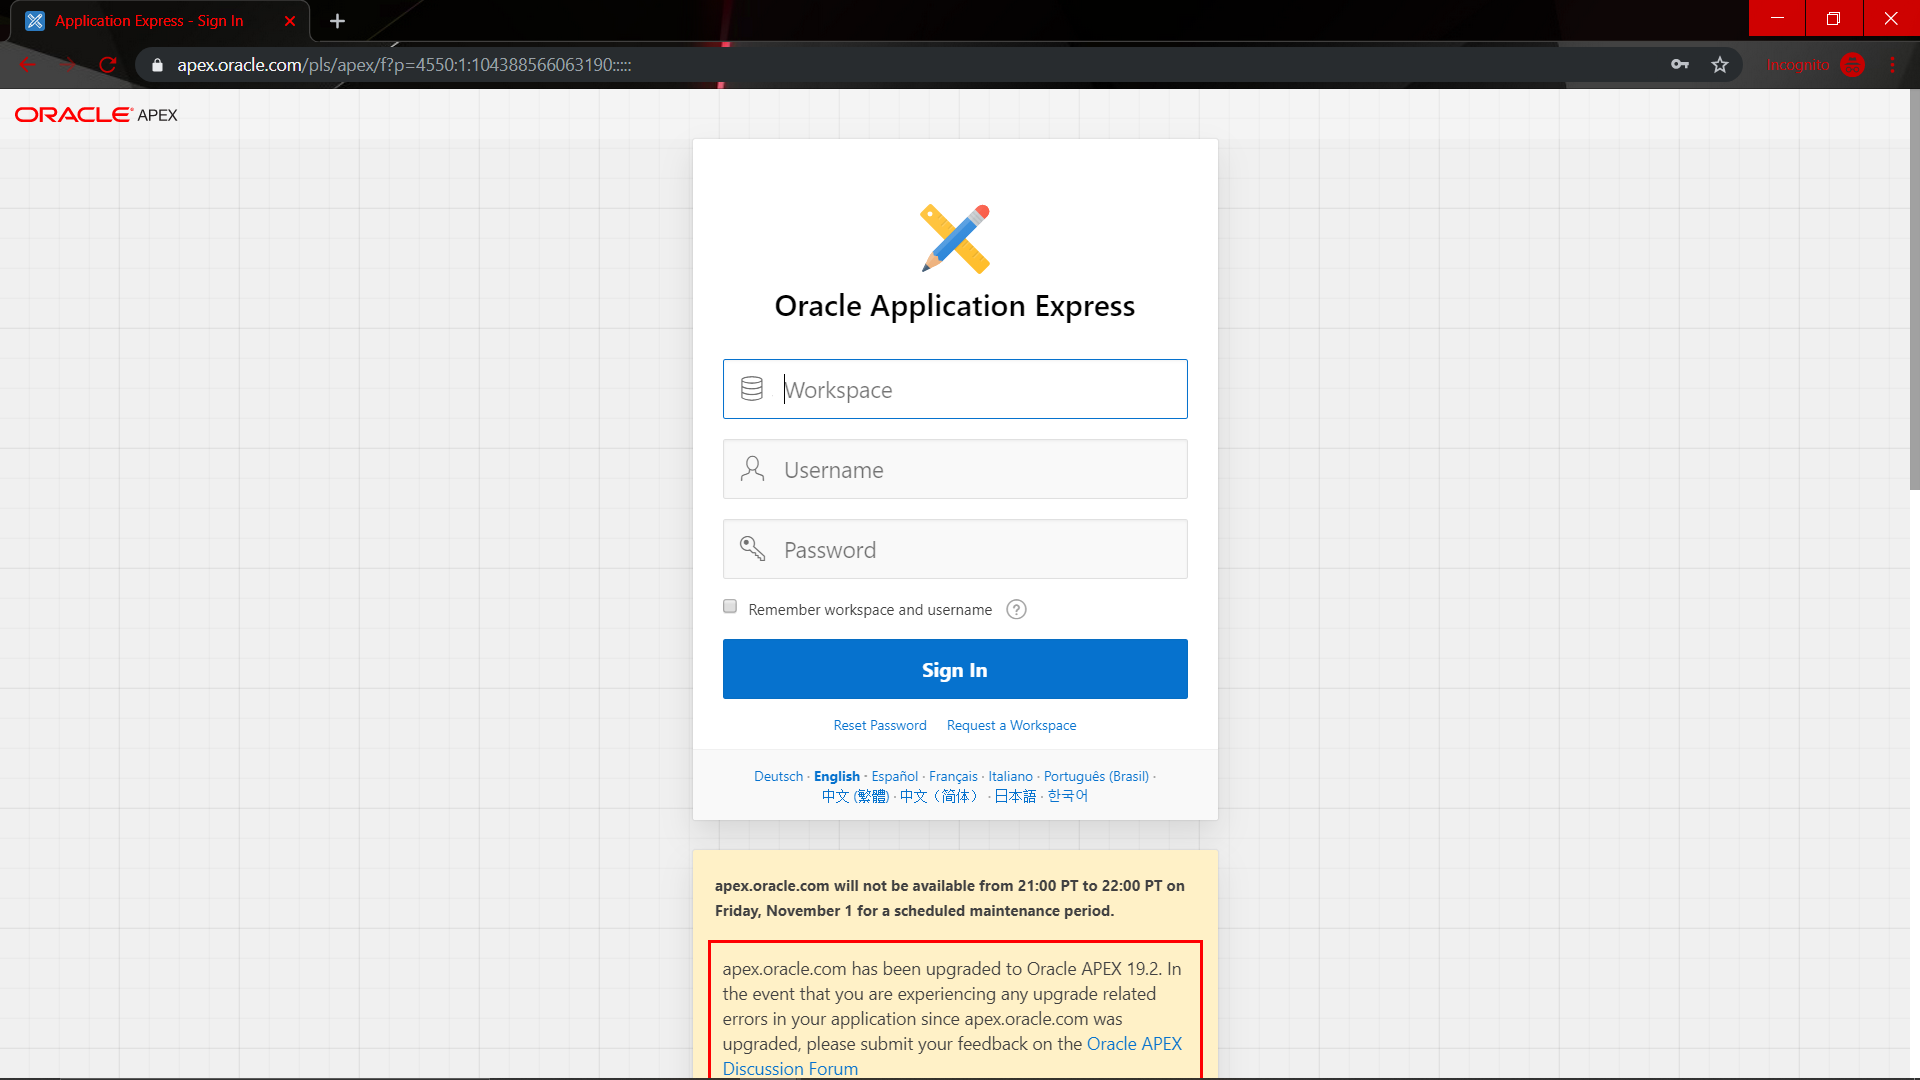 Application Express - Sign In
apex.oracle.com/pls/apex/f?p=4550:1:104388566063190:::::
Incognito
ORACLE® APEX
Oracle Application Express
Workspace
Username
Password
Remember workspace and username ?
Sign In
Reset Password Request a Workspace
Deutsch · English · Español · Français · Italiano · Português (Brasil) ·
中文 (繁體) · 中文（简体） · 日本語 · 한국어
apex.oracle.com will not be available from 21:00 PT to 22:00 PT on
Friday, November 1 for a scheduled maintenance period.
apex.oracle.com has been upgraded to Oracle APEX 19.2. In
the event that you are experiencing any upgrade related
errors in your application since apex.oracle.com was
upgraded, please submit your feedback on the Oracle APEX
Discussion Forum